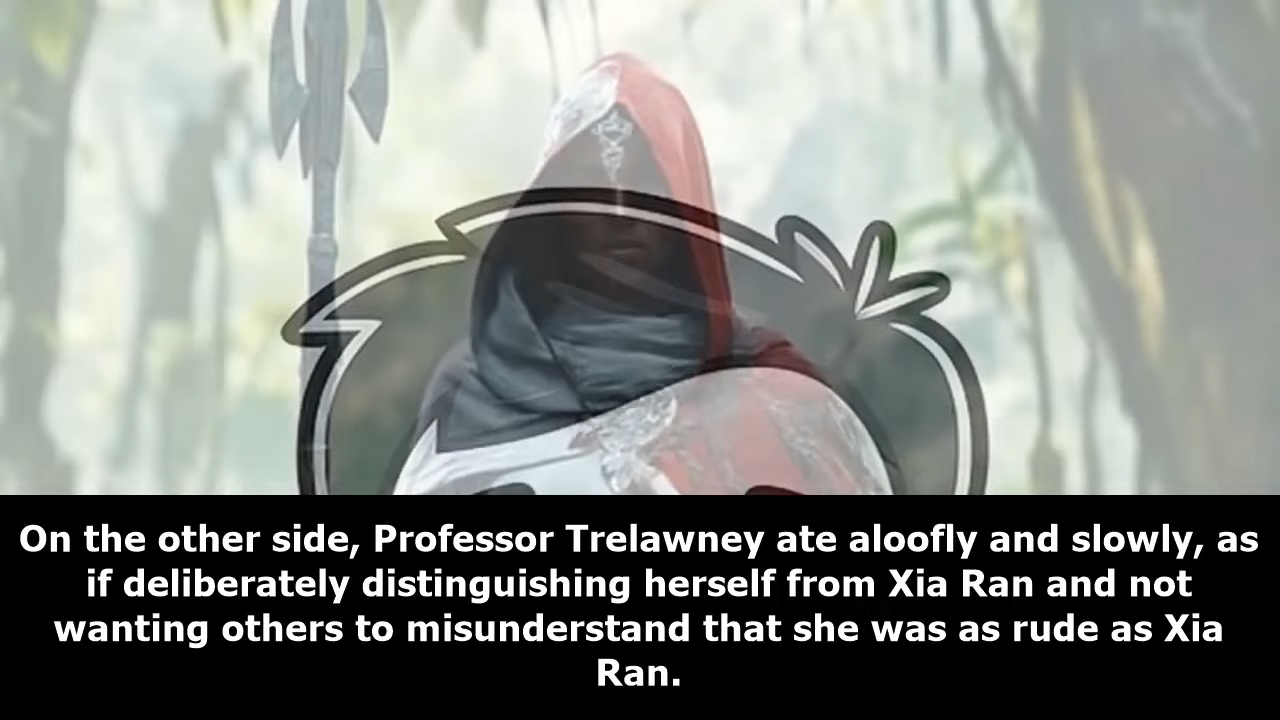 On the other side, Professor Trelawney ate aloofly and slowly, as
if deliberately distinguishing herself from Xia Ran and not
wanting others to misunderstand that she was as rude as Xia
Ran.